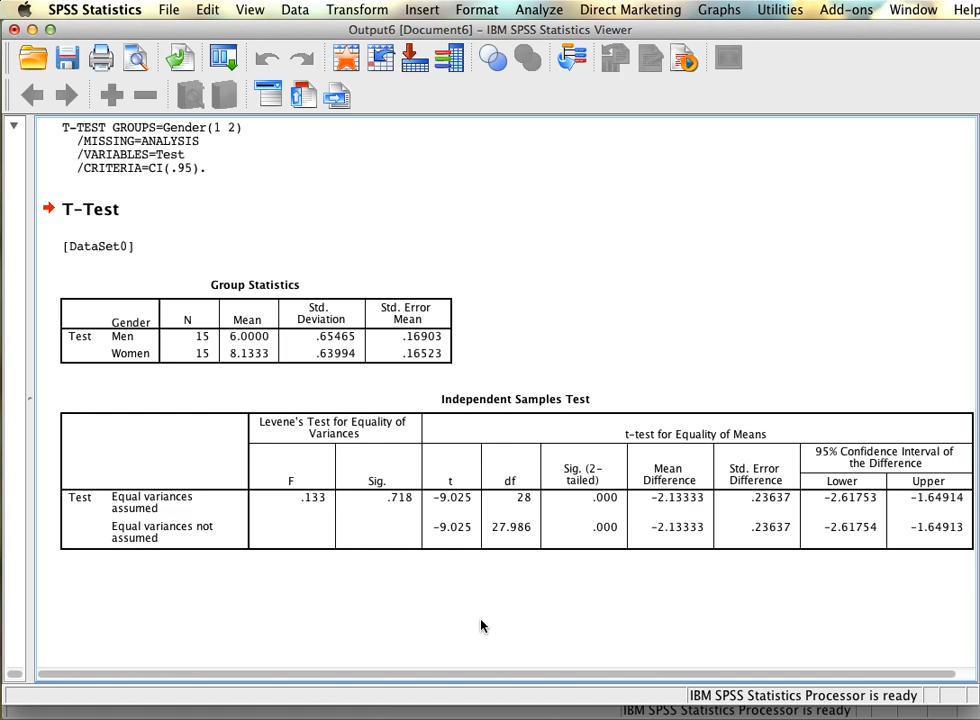 SPSS Statistics File Edit View Data Transform Insert Format Analyze Direct Marketing Graphs Utilities Add-ons Window Help
Output6 [Document6] – IBM SPSS Statistics Viewer
T-TEST GROUPS=Gender(1 2)
/MISSING=ANALYSIS
/VARIABLES=Test
/CRITERIA=CI(.95).
T-Test
[DataSet0]
Group Statistics
Gender N Mean Std. Deviation Std. Error Mean
Test Men 15 6.0000 .65465 .16903
Women 15 8.1333 .63994 .16523
Independent Samples Test
Levene's Test for Equality of Variances t-test for Equality of Means
95% Confidence Interval of the Difference
F Sig. t df Sig. (2-tailed) Mean Difference Std. Error Difference Lower Upper
Test Equal variances assumed .133 .718 -9.025 28 .000 -2.13333 .23637 -2.61753 -1.64914
Equal variances not assumed -9.025 27.986 .000 -2.13333 .23637 -2.61754 -1.64913
IBM SPSS Statistics Processor is ready
IBM SPSS Statistics Processor is ready